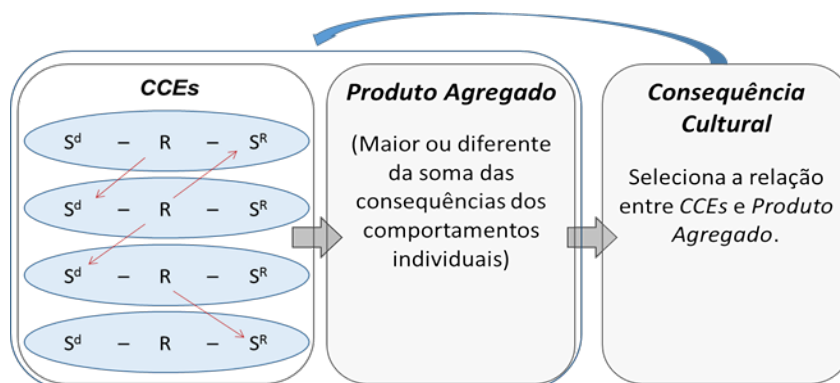 CCEs
Sᵈ – R – Sᴿ
Sᵈ – R – Sᴿ
Sᵈ – R – Sᴿ
Sᵈ – R – Sᴿ
Produto Agregado
(Maior ou diferente
da soma das
consequências dos
comportamentos
individuais)
Consequência
Cultural
Seleciona a relação
entre CCEs e Produto
Agregado.